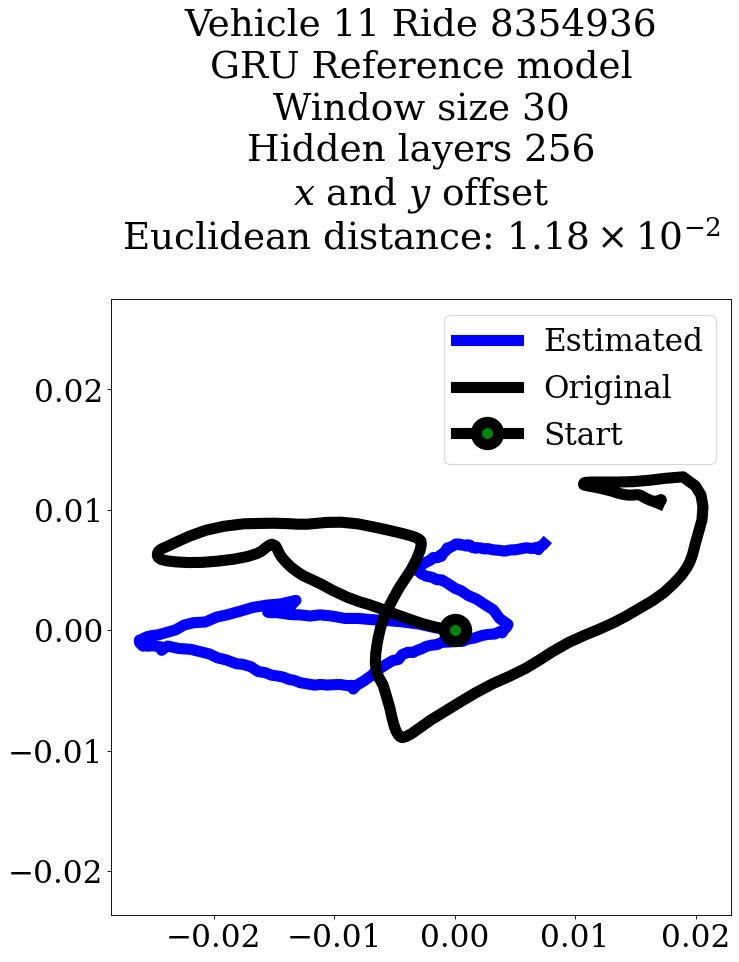 Vehicle 11 Ride 8354936
GRU Reference model
Window size 30
Hidden layers 256
x and y offset
Euclidean distance: 1.18 × 10⁻²
Estimated
Original
Start
0.02
0.01
0.00
−0.01
−0.02
−0.02 −0.01 0.00 0.01 0.02